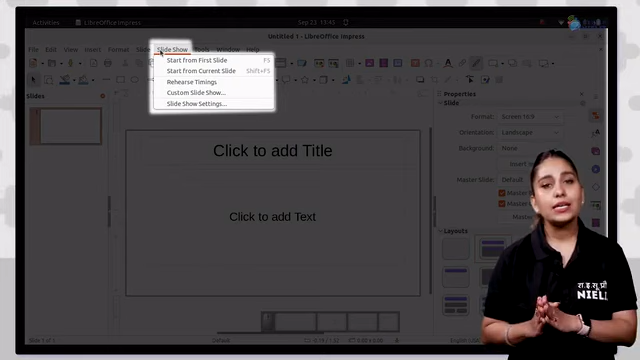 Activities
LibreOffice Impress
Sep 23 13:45
Untitled 1 - LibreOffice Impress
File Edit View Insert Format Slide Slide Show Tools Window Help
Start from First Slide F5
Start from Current Slide Shift+F5
Rehearse Timings
Custom Slide Show...
Slide Show Settings...
Slides
Click to add Title
Click to add Text
Properties
Slide
Format: Screen 16:9
Orientation: Landscape
Background: None
Master Slide: Default
Layouts
रा.इ.सू.प्रौ
NIELI
Slide 1 of 1